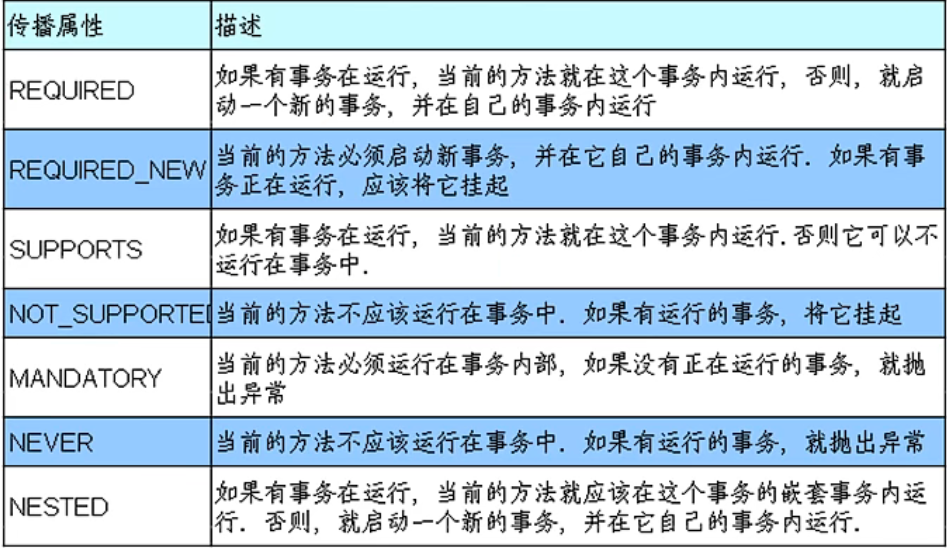 传播属性 描述
REQUIRED 如果有事务在运行，当前的方法就在这个事务内运行，否则，就启
动一个新的事务，并在自己的事务内运行
REQUIRED_NEW 当前的方法必须启动新事务，并在它自己的事务内运行. 如果有事
务正在运行，应该将它挂起
SUPPORTS 如果有事务在运行，当前的方法就在这个事务内运行.否则它可以不
运行在事务中.
NOT_SUPPORTED 当前的方法不应该运行在事务中. 如果有运行的事务，将它挂起
MANDATORY 当前的方法必须运行在事务内部，如果没有正在运行的事务，就抛
出异常
NEVER 当前的方法不应该运行在事务中. 如果有运行的事务，就抛出异常
NESTED 如果有事务在运行，当前的方法就应该在这个事务的嵌套事务内运
行. 否则，就启动一个新的事务，并在它自己的事务内运行.